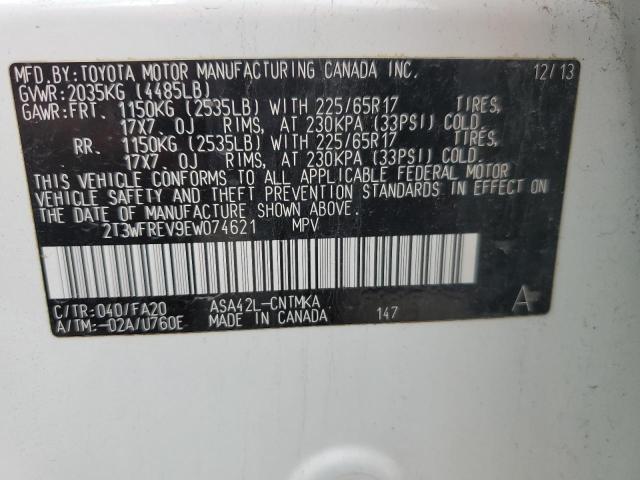 MFD.BY:TOYOTA MOTOR MANUFACTURING CANADA INC. 12/13
GVWR:2035KG (4485LB)
GAWR:FRT. 1150KG (2535LB) WITH 225/65R17 TIRES,
17X7.0J RIMS, AT 230KPA (33PSI) COLD.
RR. 1150KG (2535LB) WITH 225/65R17 TIRES,
17X7.0J RIMS, AT 230KPA (33PSI) COLD.
THIS VEHICLE CONFORMS TO ALL APPLICABLE FEDERAL MOTOR
VEHICLE SAFETY AND THEFT PREVENTION STANDARDS IN EFFECT ON
THE DATE OF MANUFACTURE SHOWN ABOVE.
2T3WFREV9EW074621 MPV
C/TR:040/FA20 ASA42L-CNTMKA A
A/TM:-02A/U760E MADE IN CANADA 147